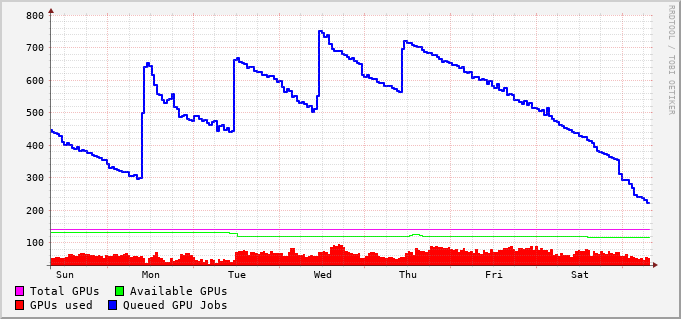 800
700
600
500
400
300
200
100
Sun Mon Tue Wed Thu Fri Sat
Total GPUs Available GPUs
GPUs used Queued GPU Jobs
RRDTOOL / TOBI OETIKER